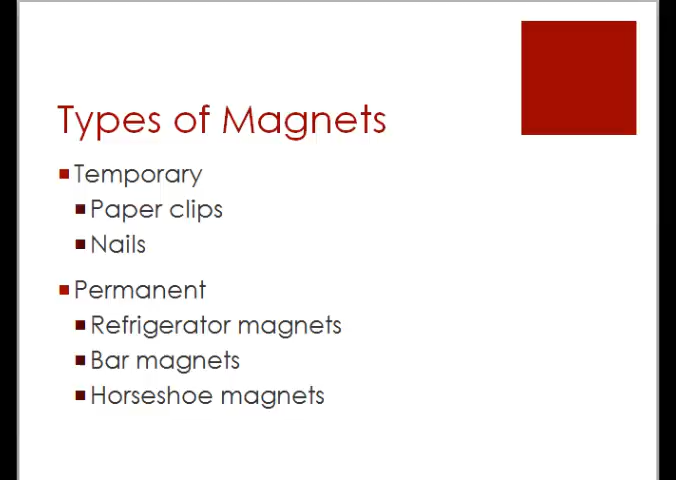 Types of Magnets
Temporary
Paper clips
Nails
Permanent
Refrigerator magnets
Bar magnets
Horseshoe magnets